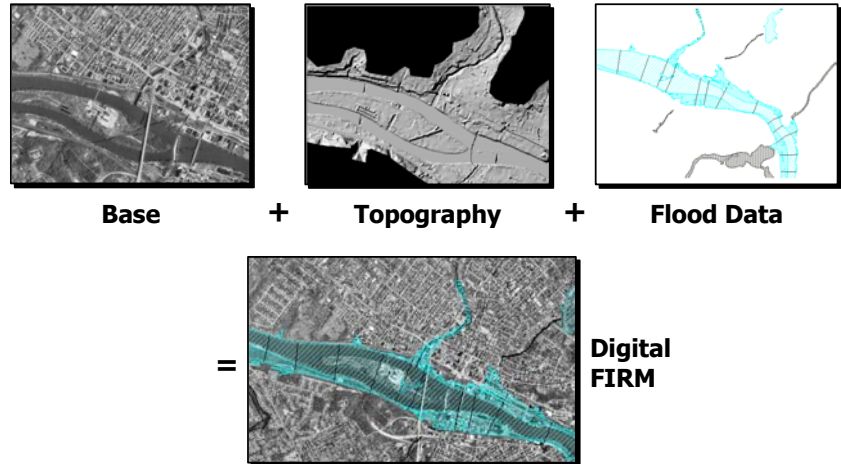 Base + Topography + Flood Data
= Digital
FIRM